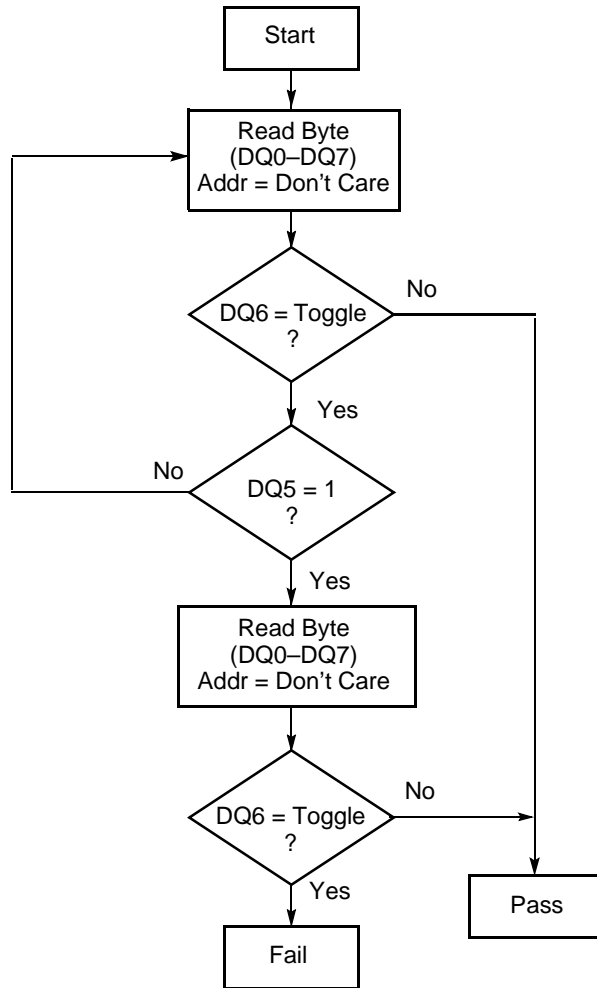 Start
Read Byte
(DQ0–DQ7)
Addr = Don't Care
DQ6 = Toggle
?
No
Yes
No
DQ5 = 1
?
Yes
Read Byte
(DQ0–DQ7)
Addr = Don't Care
DQ6 = Toggle
?
No
Yes
Pass
Fail